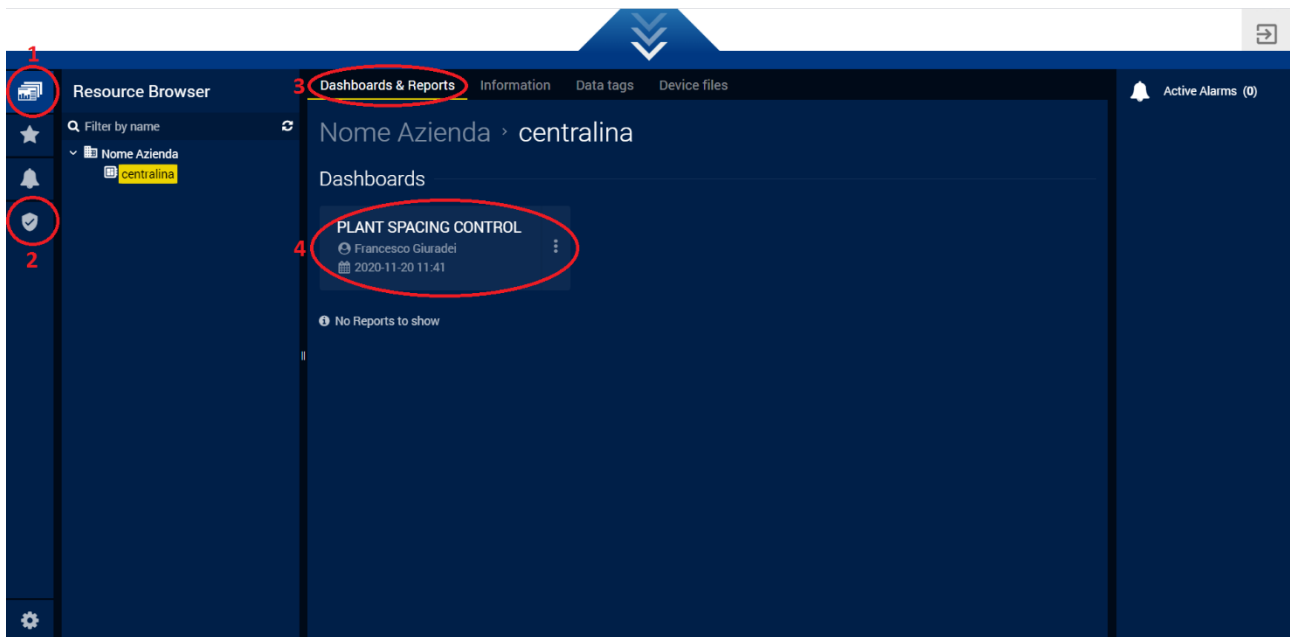 1
Resource Browser
3
Dashboards & Reports
Information
Data tags
Device files
Active Alarms (0)
Filter by name
Nome Azienda
centralina
Nome Azienda › centralina
Dashboards
2
4
PLANT SPACING CONTROL
Francesco Giuradei
2020-11-20 11:41
No Reports to show